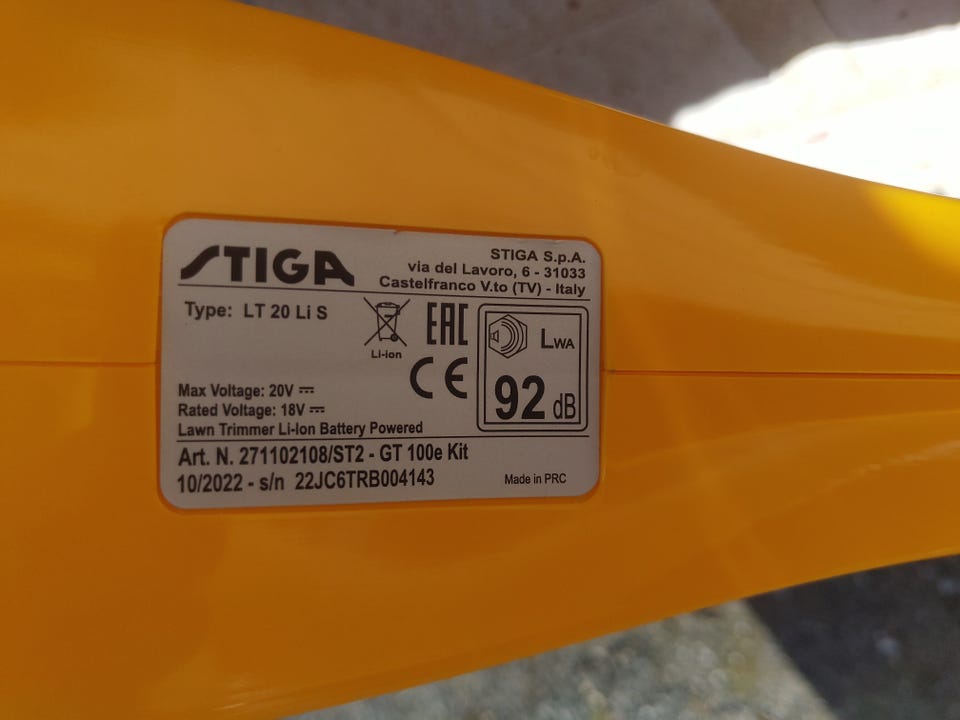 STIGA
STIGA S.p.A.
via del Lavoro, 6 - 31033
Castelfranco V.to (TV) - Italy
Type: LT 20 Li S
Li-ion
EAC
CE
LWA
92 dB
Max Voltage: 20V
Rated Voltage: 18V
Lawn Trimmer Li-Ion Battery Powered
Art. N. 271102108/ST2 - GT 100e Kit
10/2022 - s/n 22JC6TRB004143
Made in PRC